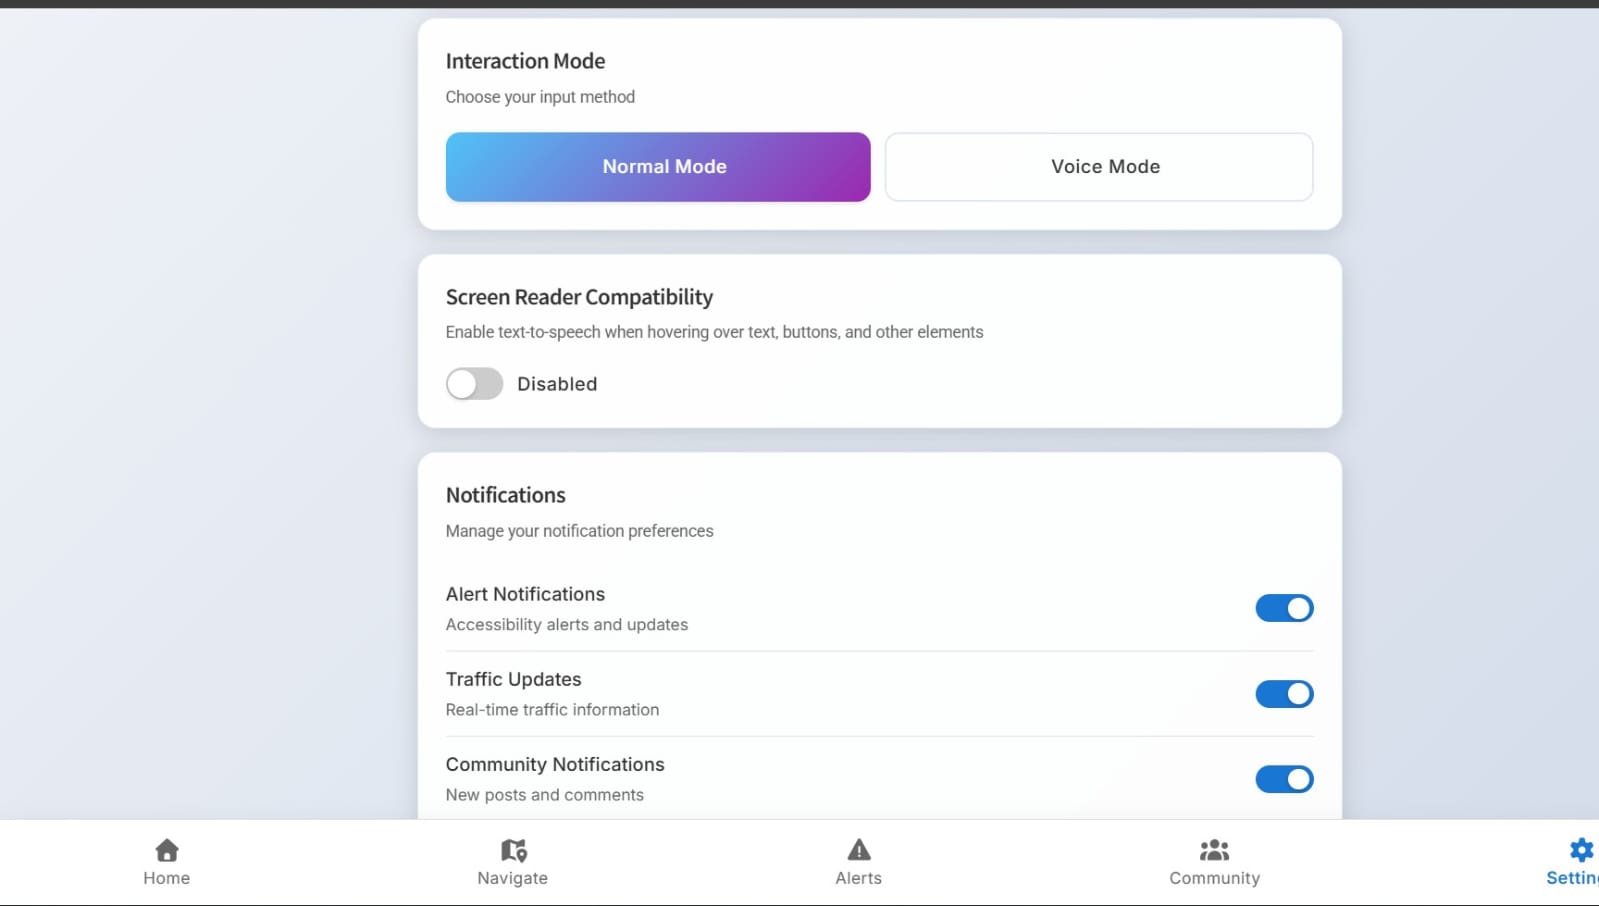 Interaction Mode
Choose your input method
Normal Mode
Voice Mode
Screen Reader Compatibility
Enable text-to-speech when hovering over text, buttons, and other elements
Disabled
Notifications
Manage your notification preferences
Alert Notifications
Accessibility alerts and updates
Traffic Updates
Real-time traffic information
Community Notifications
New posts and comments
Home
Navigate
Alerts
Community
Settin